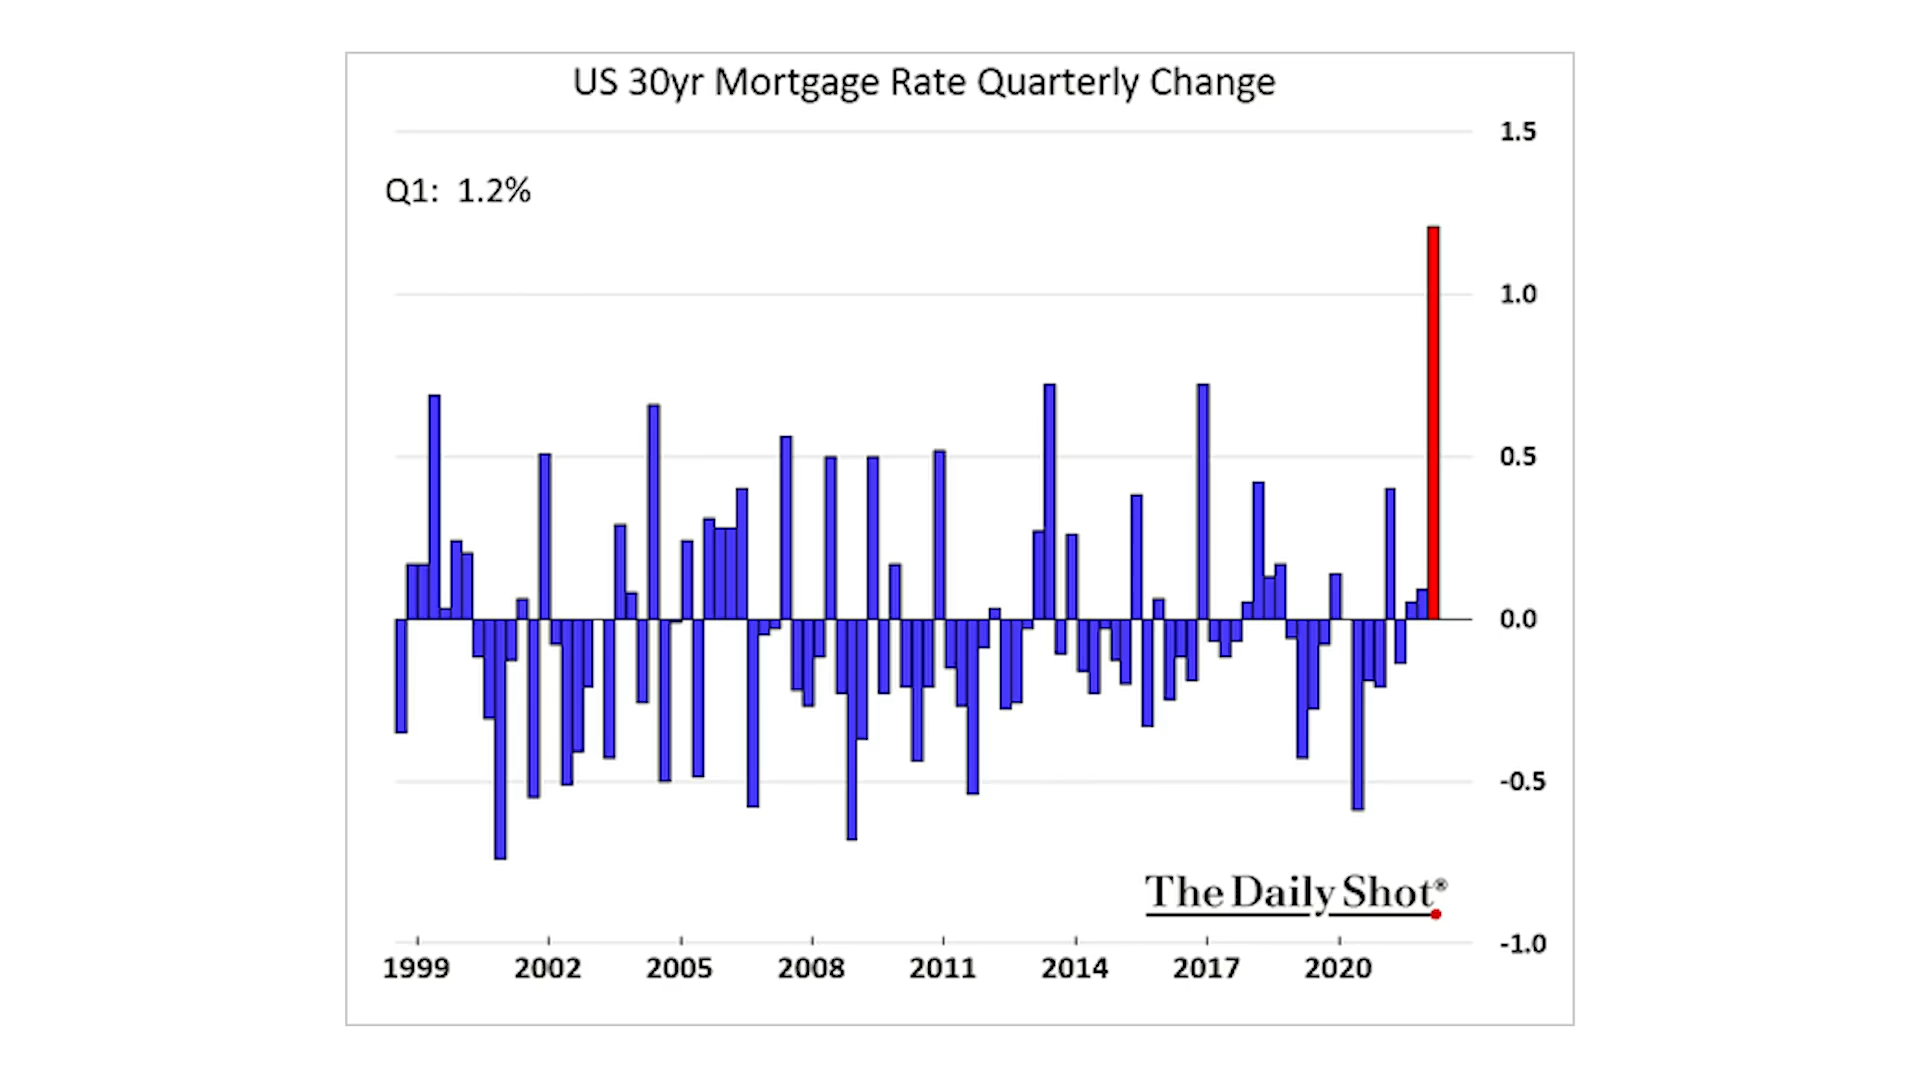 US 30yr Mortgage Rate Quarterly Change
1.5
Q1: 1.2%
1.0
0.5
0.0
-0.5
The Daily Shot®
-1.0
1999 2002 2005 2008 2011 2014 2017 2020